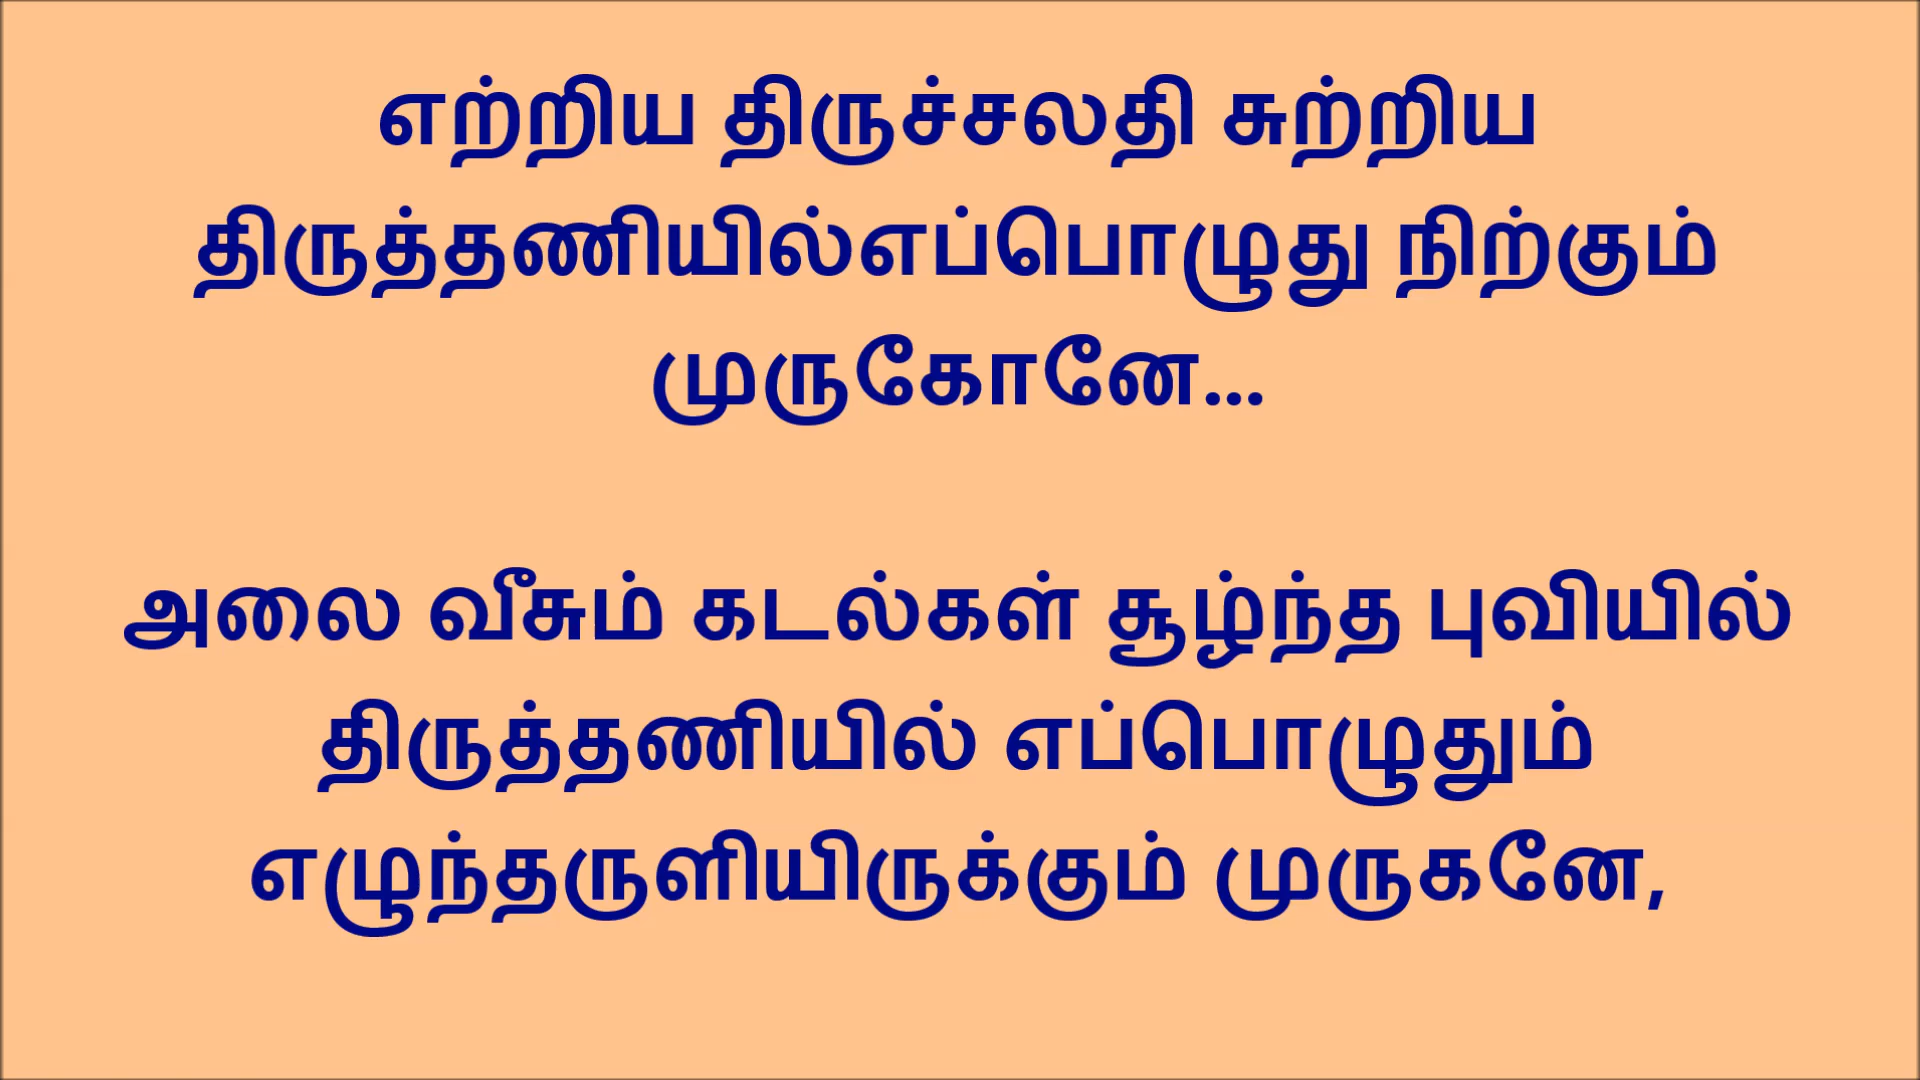 எற்றிய திருச்சலதி சுற்றிய
திருத்தணியில்எப்பொழுது நிற்கும்
முருகோனே...
அலை வீசும் கடல்கள் சூழ்ந்த புவியில்
திருத்தணியில் எப்பொழுதும்
எழுந்தருளியிருக்கும் முருகனே,